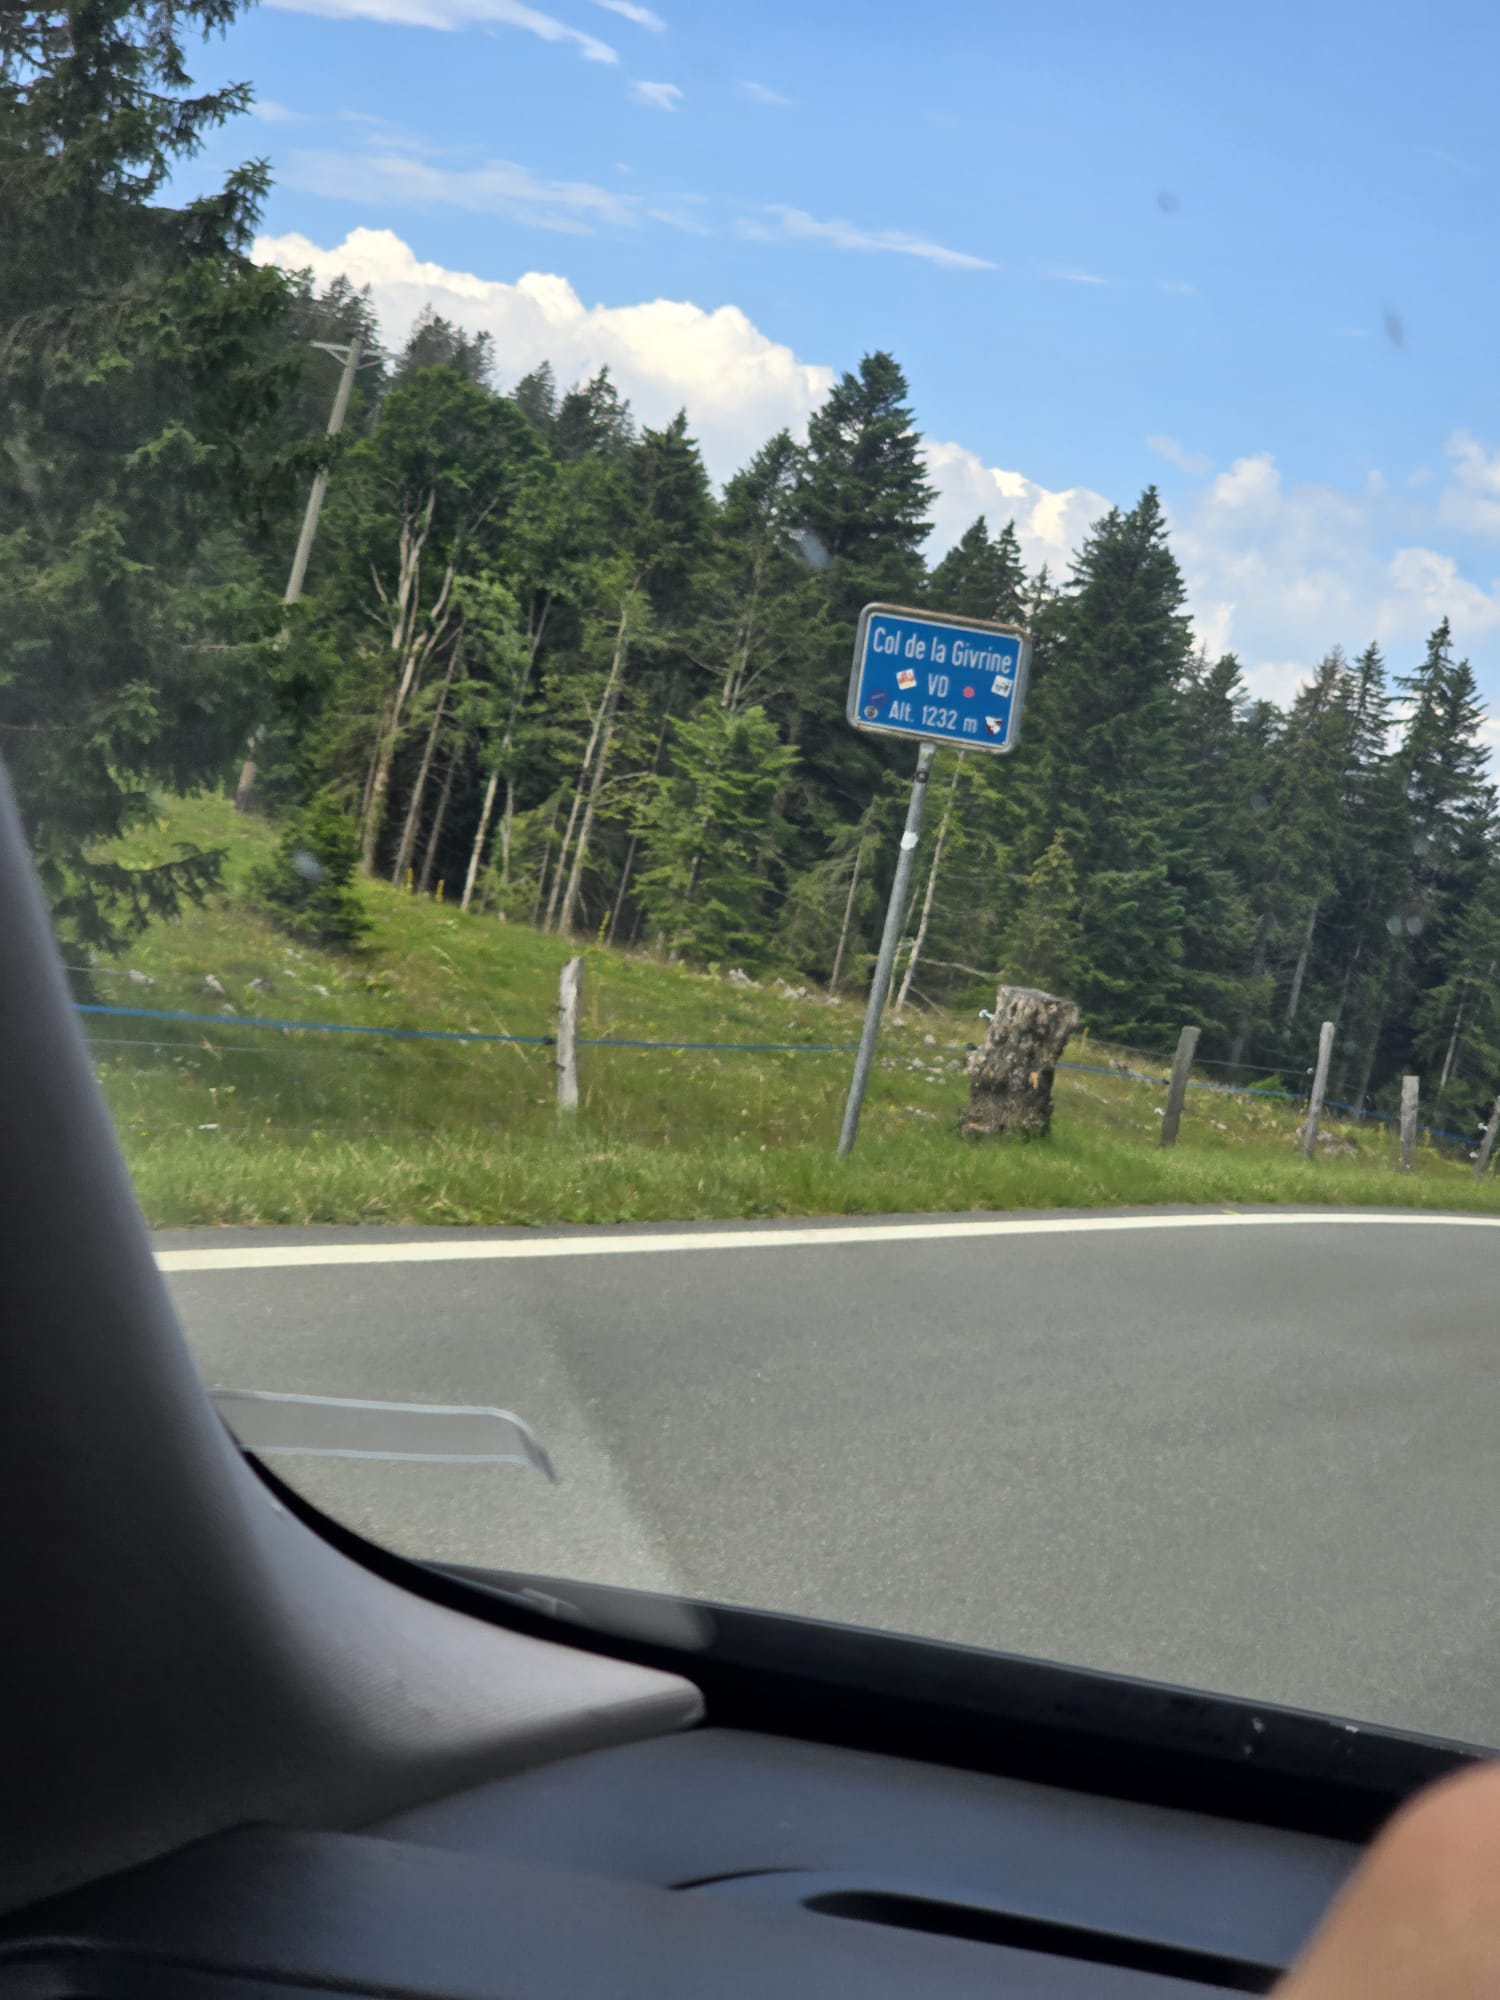 Col de la Givrine
VD
Alt. 1232 m